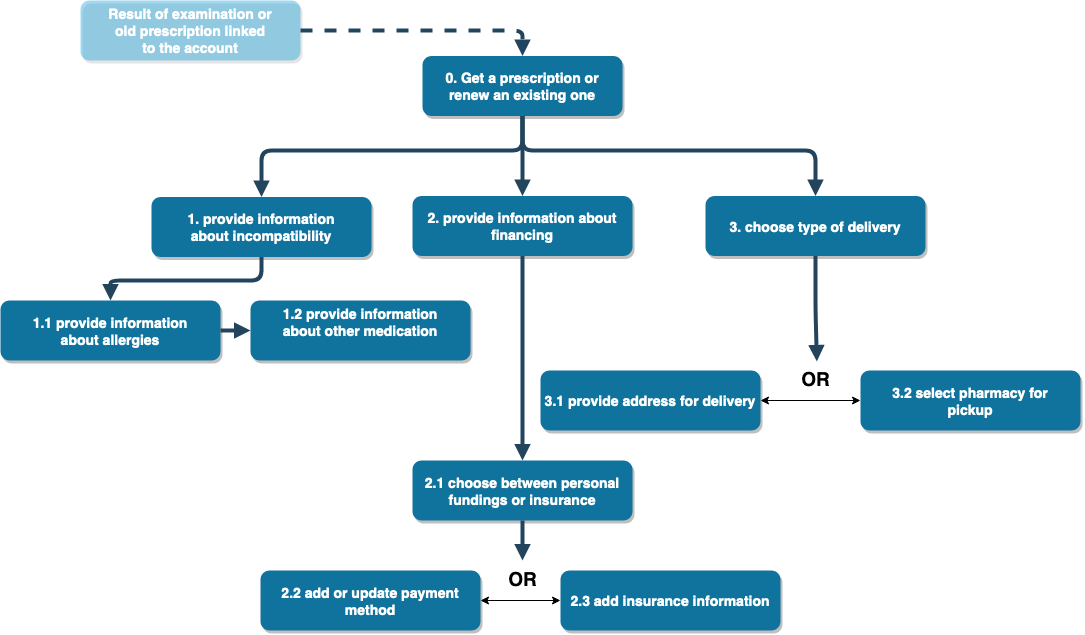 Result of examination or
old prescription linked
to the account
0. Get a prescription or
renew an existing one
1. provide information
about incompatibility
2. provide information about
financing
3. choose type of delivery
1.1 provide information
about allergies
1.2 provide information
about other medication
OR
3.1 provide address for delivery
3.2 select pharmacy for
pickup
2.1 choose between personal
fundings or insurance
OR
2.2 add or update payment
method
2.3 add insurance information